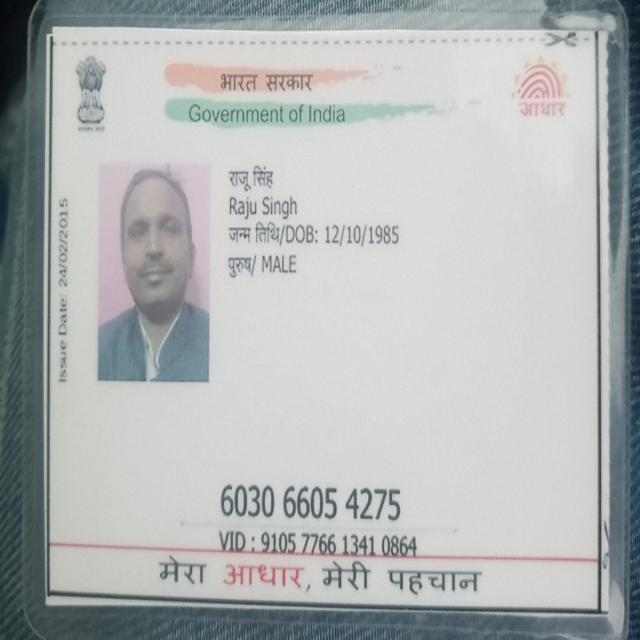 भारत सरकार
Government of India
आधार
Issue Date: 24/02/2015
राजू सिंह
Raju Singh
जन्म तिथि/DOB: 12/10/1985
पुरुष/ MALE
6030 6605 4275
VID : 9105 7766 1341 0864
मेरा आधार, मेरी पहचान